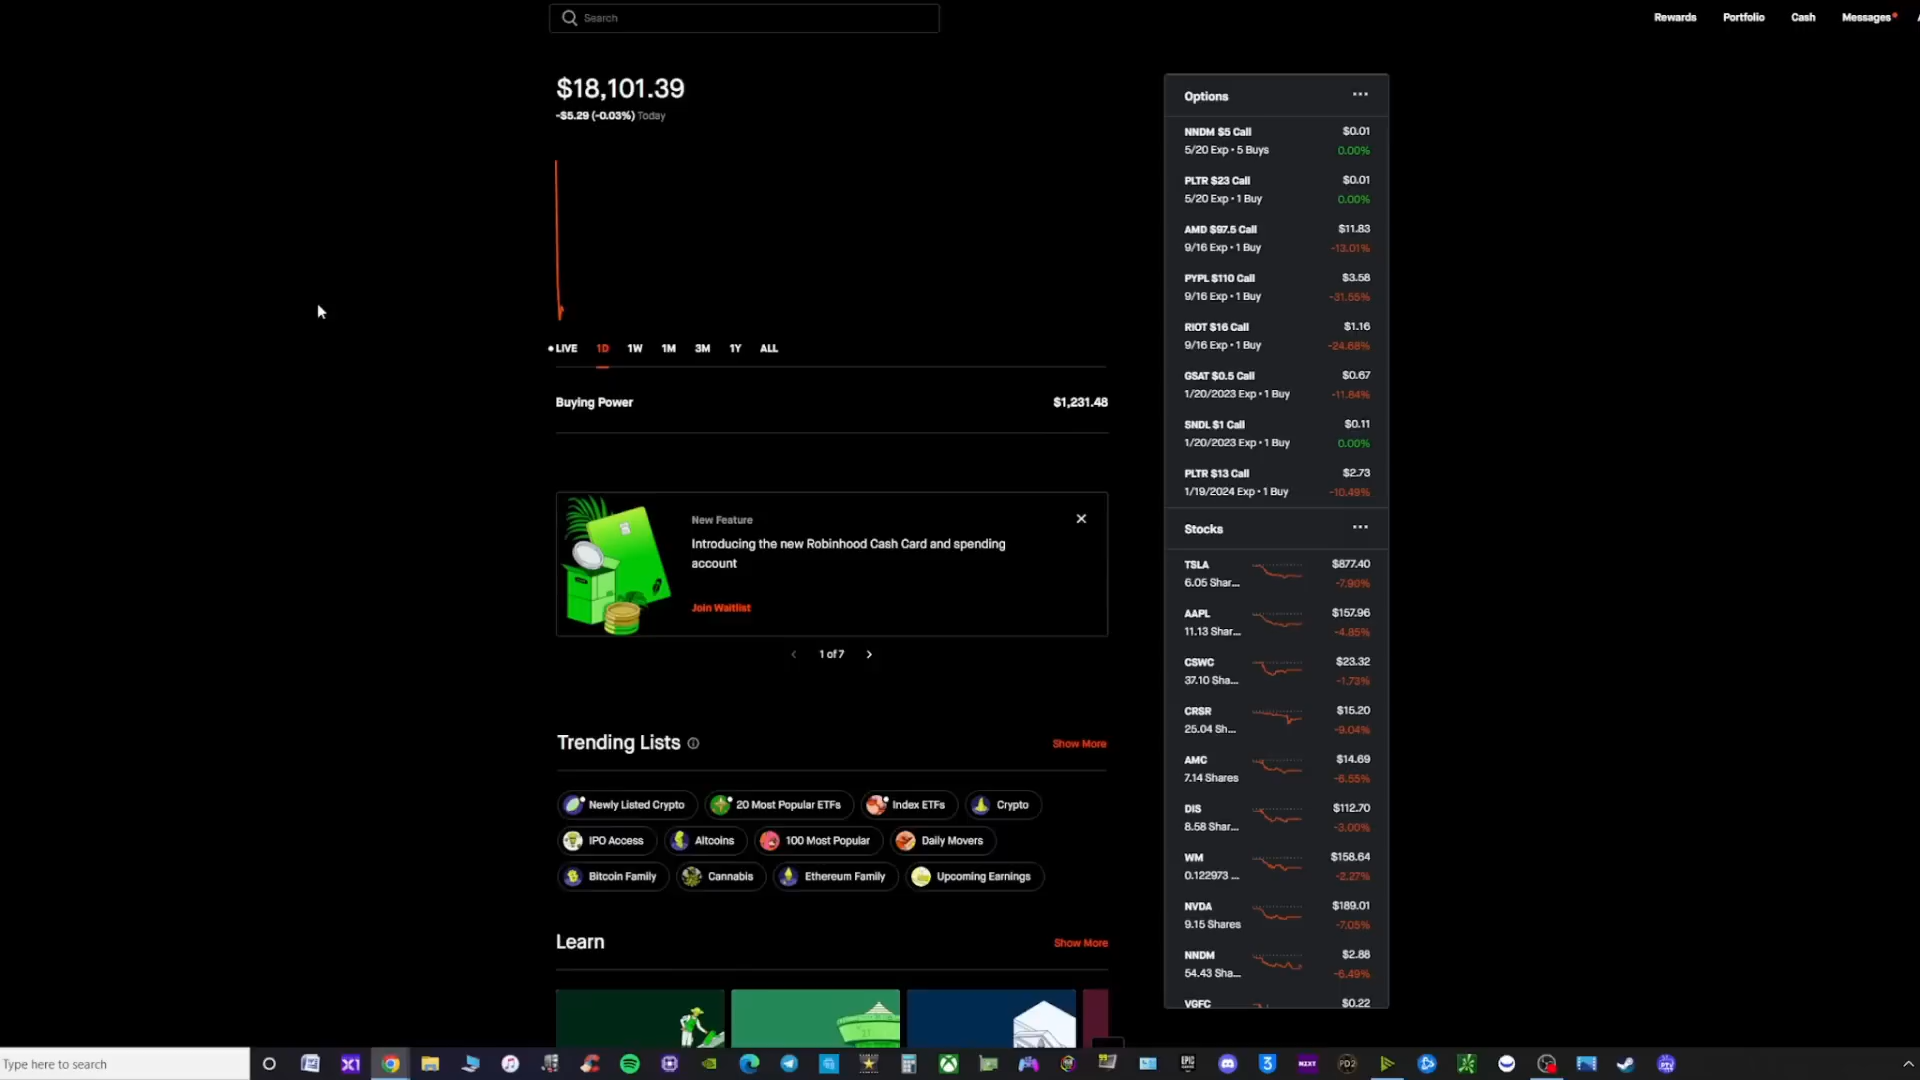 Search
Rewards
Portfolio
Cash
Messages
$18,101.39
-$5.29 (-0.03%) Today
LIVE
1D
1W
1M
3M
1Y
ALL
Buying Power
$1,231.48
New Feature
Introducing the new Robinhood Cash Card and spending
account
Join Waitlist
1 of 7
Trending Lists
Show More
Newly Listed Crypto
20 Most Popular ETFs
Index ETFs
Crypto
IPO Access
Altcoins
100 Most Popular
Daily Movers
Bitcoin Family
Cannabis
Ethereum Family
Upcoming Earnings
Learn
Show More
Options
NNDM $5 Call $0.01
5/20 Exp • 5 Buys 0.00%
PLTR $23 Call $0.01
5/20 Exp • 1 Buy 0.00%
AMD $97.5 Call $11.83
9/16 Exp • 1 Buy -13.01%
PYPL $110 Call $3.58
9/16 Exp • 1 Buy -31.55%
RIOT $16 Call $1.16
9/16 Exp • 1 Buy -24.68%
GSAT $0.5 Call $0.67
1/20/2023 Exp • 1 Buy -11.84%
SNDL $1 Call $0.11
1/20/2023 Exp • 1 Buy 0.00%
PLTR $13 Call $2.73
1/19/2024 Exp • 1 Buy -10.49%
Stocks
TSLA $877.40
6.05 Shar... -7.90%
AAPL $157.96
11.13 Shar... -4.85%
CSWC $23.32
37.10 Sha... -1.73%
CRSR $15.20
25.04 Sh... -9.04%
AMC $14.69
7.14 Shares -6.55%
DIS $112.70
8.58 Shar... -3.00%
WM $158.64
0.122973 ... -2.27%
NVDA $189.01
9.15 Shares -7.05%
NNDM $2.88
54.43 Sha... -6.49%
VGFC $0.22
Type here to search
X1
EPIC
3
NZXT
PD2